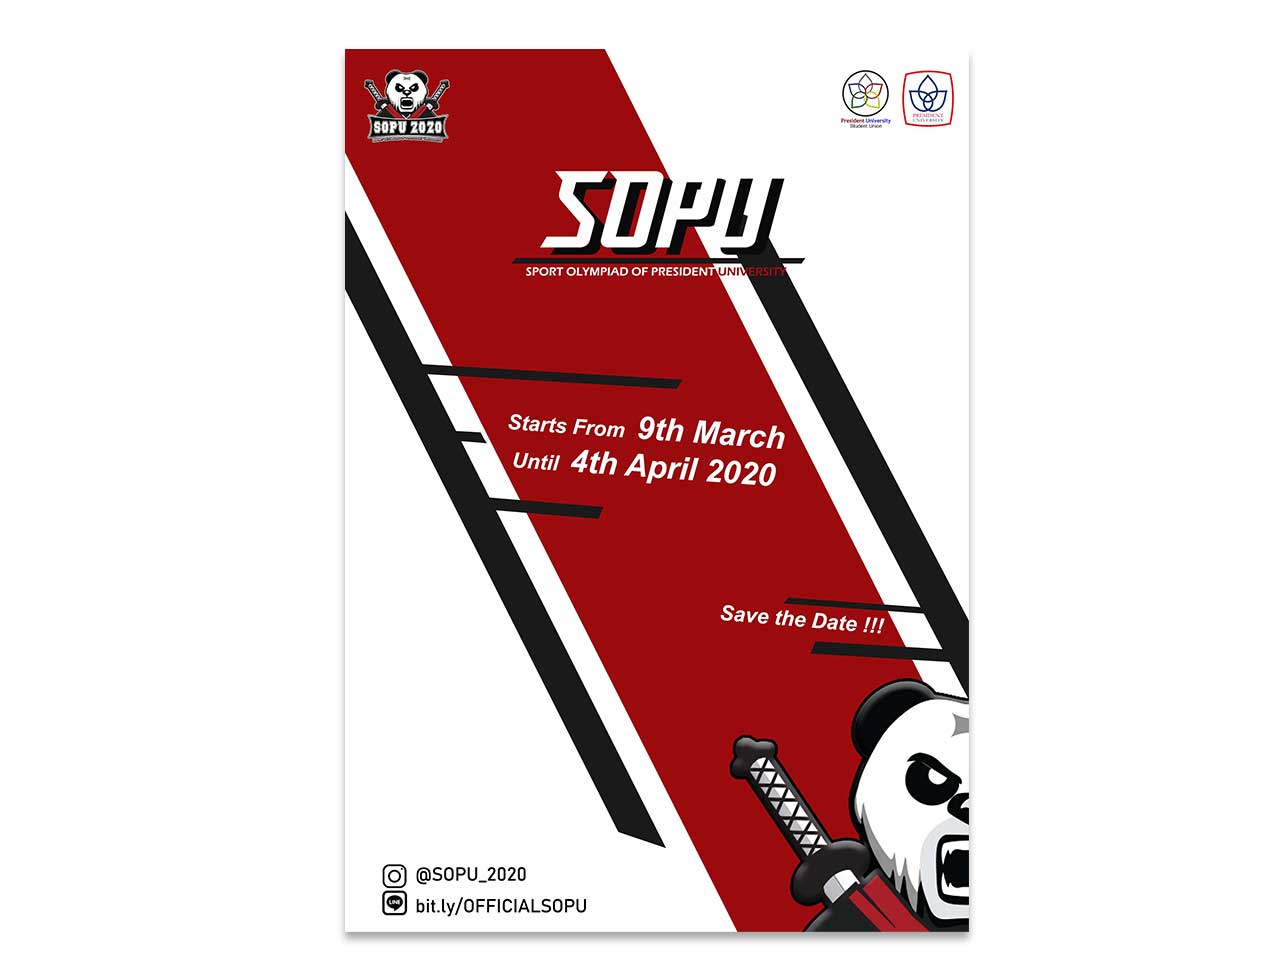 SOPU 2020
President University
Student Union
PRESIDENT
UNIVERSITY
SOPU
SPORT OLYMPIAD OF PRESIDENT UNIVERSITY
Starts From 9th March
Until 4th April 2020
Save the Date !!!
@SOPU_2020
LINE
bit.ly/OFFICIALSOPU